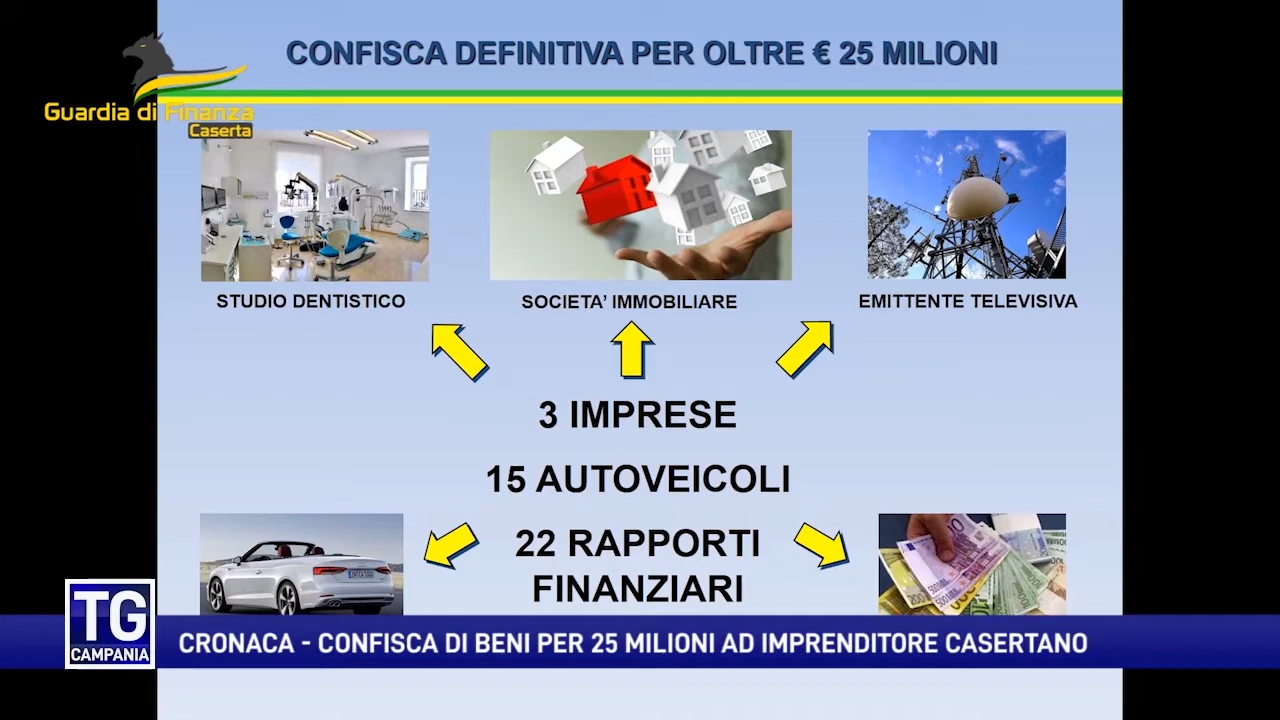 CONFISCA DEFINITIVA PER OLTRE € 25 MILIONI
Guardia di Finanza
Caserta
STUDIO DENTISTICO
SOCIETA' IMMOBILIARE
EMITTENTE TELEVISIVA
3 IMPRESE
15 AUTOVEICOLI
22 RAPPORTI
FINANZIARI
TG
CAMPANIA
CRONACA - CONFISCA DI BENI PER 25 MILIONI AD IMPRENDITORE CASERTANO